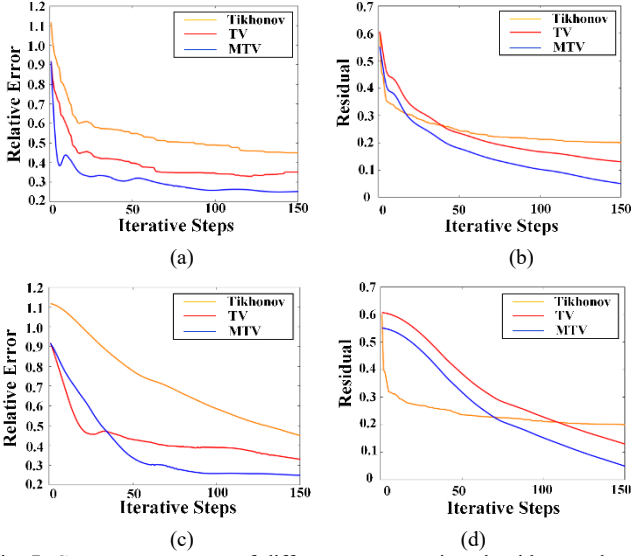 1.2
1.1
1.0
0.9
0.8
0.7
0.6
0.5
0.4
0.3
0.2
0
50
100
150
Relative Error
Iterative Steps
Tikhonov
TV
MTV
(a)
0.7
0.6
0.5
0.4
0.3
0.2
0.1
0
0
50
100
150
Residual
Iterative Steps
Tikhonov
TV
MTV
(b)
1.2
1.1
1.0
0.9
0.8
0.7
0.6
0.5
0.4
0.3
0.2
0
50
100
150
Relative Error
Iterative Steps
Tikhonov
TV
MTV
(c)
0.7
0.6
0.5
0.4
0.3
0.2
0.1
0
0
50
100
150
Residual
Iterative Steps
Tikhonov
TV
MTV
(d)